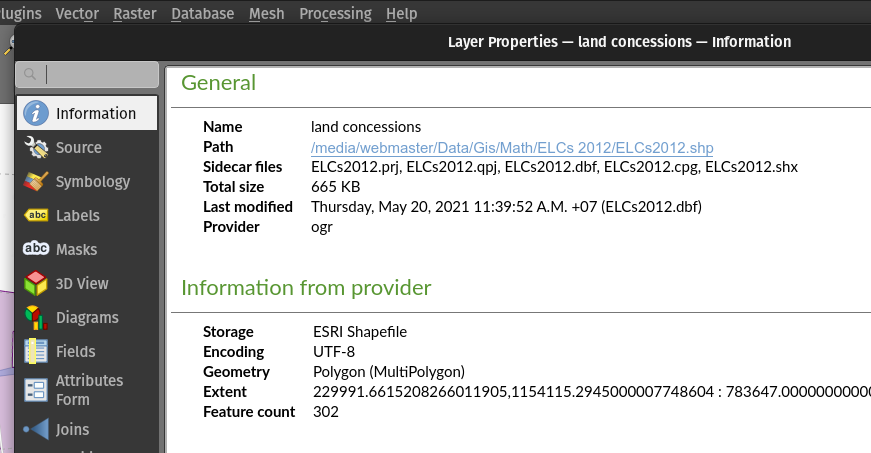 lugins Vector Raster Database Mesh Processing Help
Layer Properties — land concessions — Information
Information
Source
Symbology
abc Labels
abc Masks
3D View
Diagrams
Fields
Attributes
Form
Joins
General
Name land concessions
Path /media/webmaster/Data/Gis/Math/ELCs 2012/ELCs2012.shp
Sidecar files ELCs2012.prj, ELCs2012.qpj, ELCs2012.dbf, ELCs2012.cpg, ELCs2012.shx
Total size 665 KB
Last modified Thursday, May 20, 2021 11:39:52 A.M. +07 (ELCs2012.dbf)
Provider ogr
Information from provider
Storage ESRI Shapefile
Encoding UTF-8
Geometry Polygon (MultiPolygon)
Extent 229991.6615208266011905,1154115.2945000007748604 : 783647.00000000000
Feature count 302